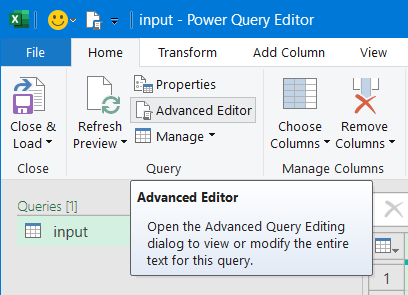 input - Power Query Editor
File Home Transform Add Column View
Close & Load
Refresh Preview
Properties
Advanced Editor
Manage
Choose Columns
Remove Columns
Close Query Manage Columns
Advanced Editor
Open the Advanced Query Editing
dialog to view or modify the entire
text for this query.
Queries [1]
input
1